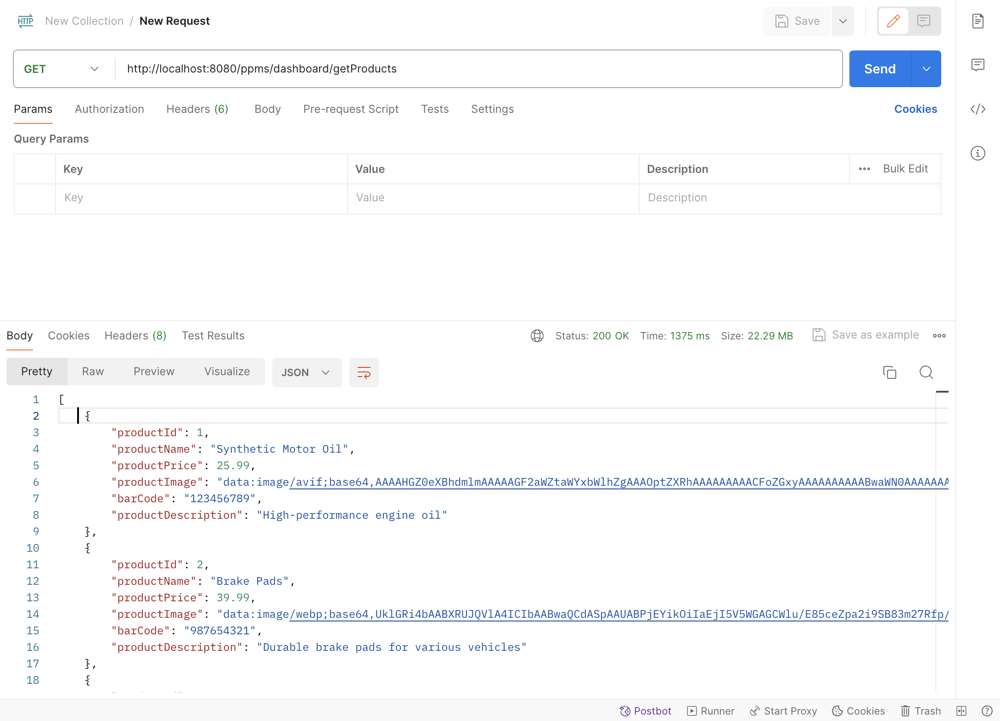 HTTP New Collection / New Request Save
GET http://localhost:8080/ppms/dashboard/getProducts Send
Params Authorization Headers (6) Body Pre-request Script Tests Settings Cookies
Query Params
Key Value Description Bulk Edit
Key Value Description
Body Cookies Headers (8) Test Results Status: 200 OK Time: 1375 ms Size: 22.29 MB Save as example
Pretty Raw Preview Visualize JSON
1 [
2 {
3 "productId": 1,
4 "productName": "Synthetic Motor Oil",
5 "productPrice": 25.99,
6 "productImage": "data:image/avif;base64,AAAAHGZ0eXBhdmlmAAAAAGF2aWZtaWYxbWlhZgAAAOptZXRhAAAAAAAAACFoZGxyAAAAAAAAAABwaWN0AAAAAAA
7 "barCode": "123456789",
8 "productDescription": "High-performance engine oil"
9 },
10 {
11 "productId": 2,
12 "productName": "Brake Pads",
13 "productPrice": 39.99,
14 "productImage": "data:image/webp;base64,UklGRi4bAABXRUJQVlA4ICIbAABwaQCdASpAAUABPjEYikOiIaEjI5V5WGAGCWlu/E85ceZpa2i9SB83m27Rfp/
15 "barCode": "987654321",
16 "productDescription": "Durable brake pads for various vehicles"
17 },
18 {
Postbot Runner Start Proxy Cookies Trash